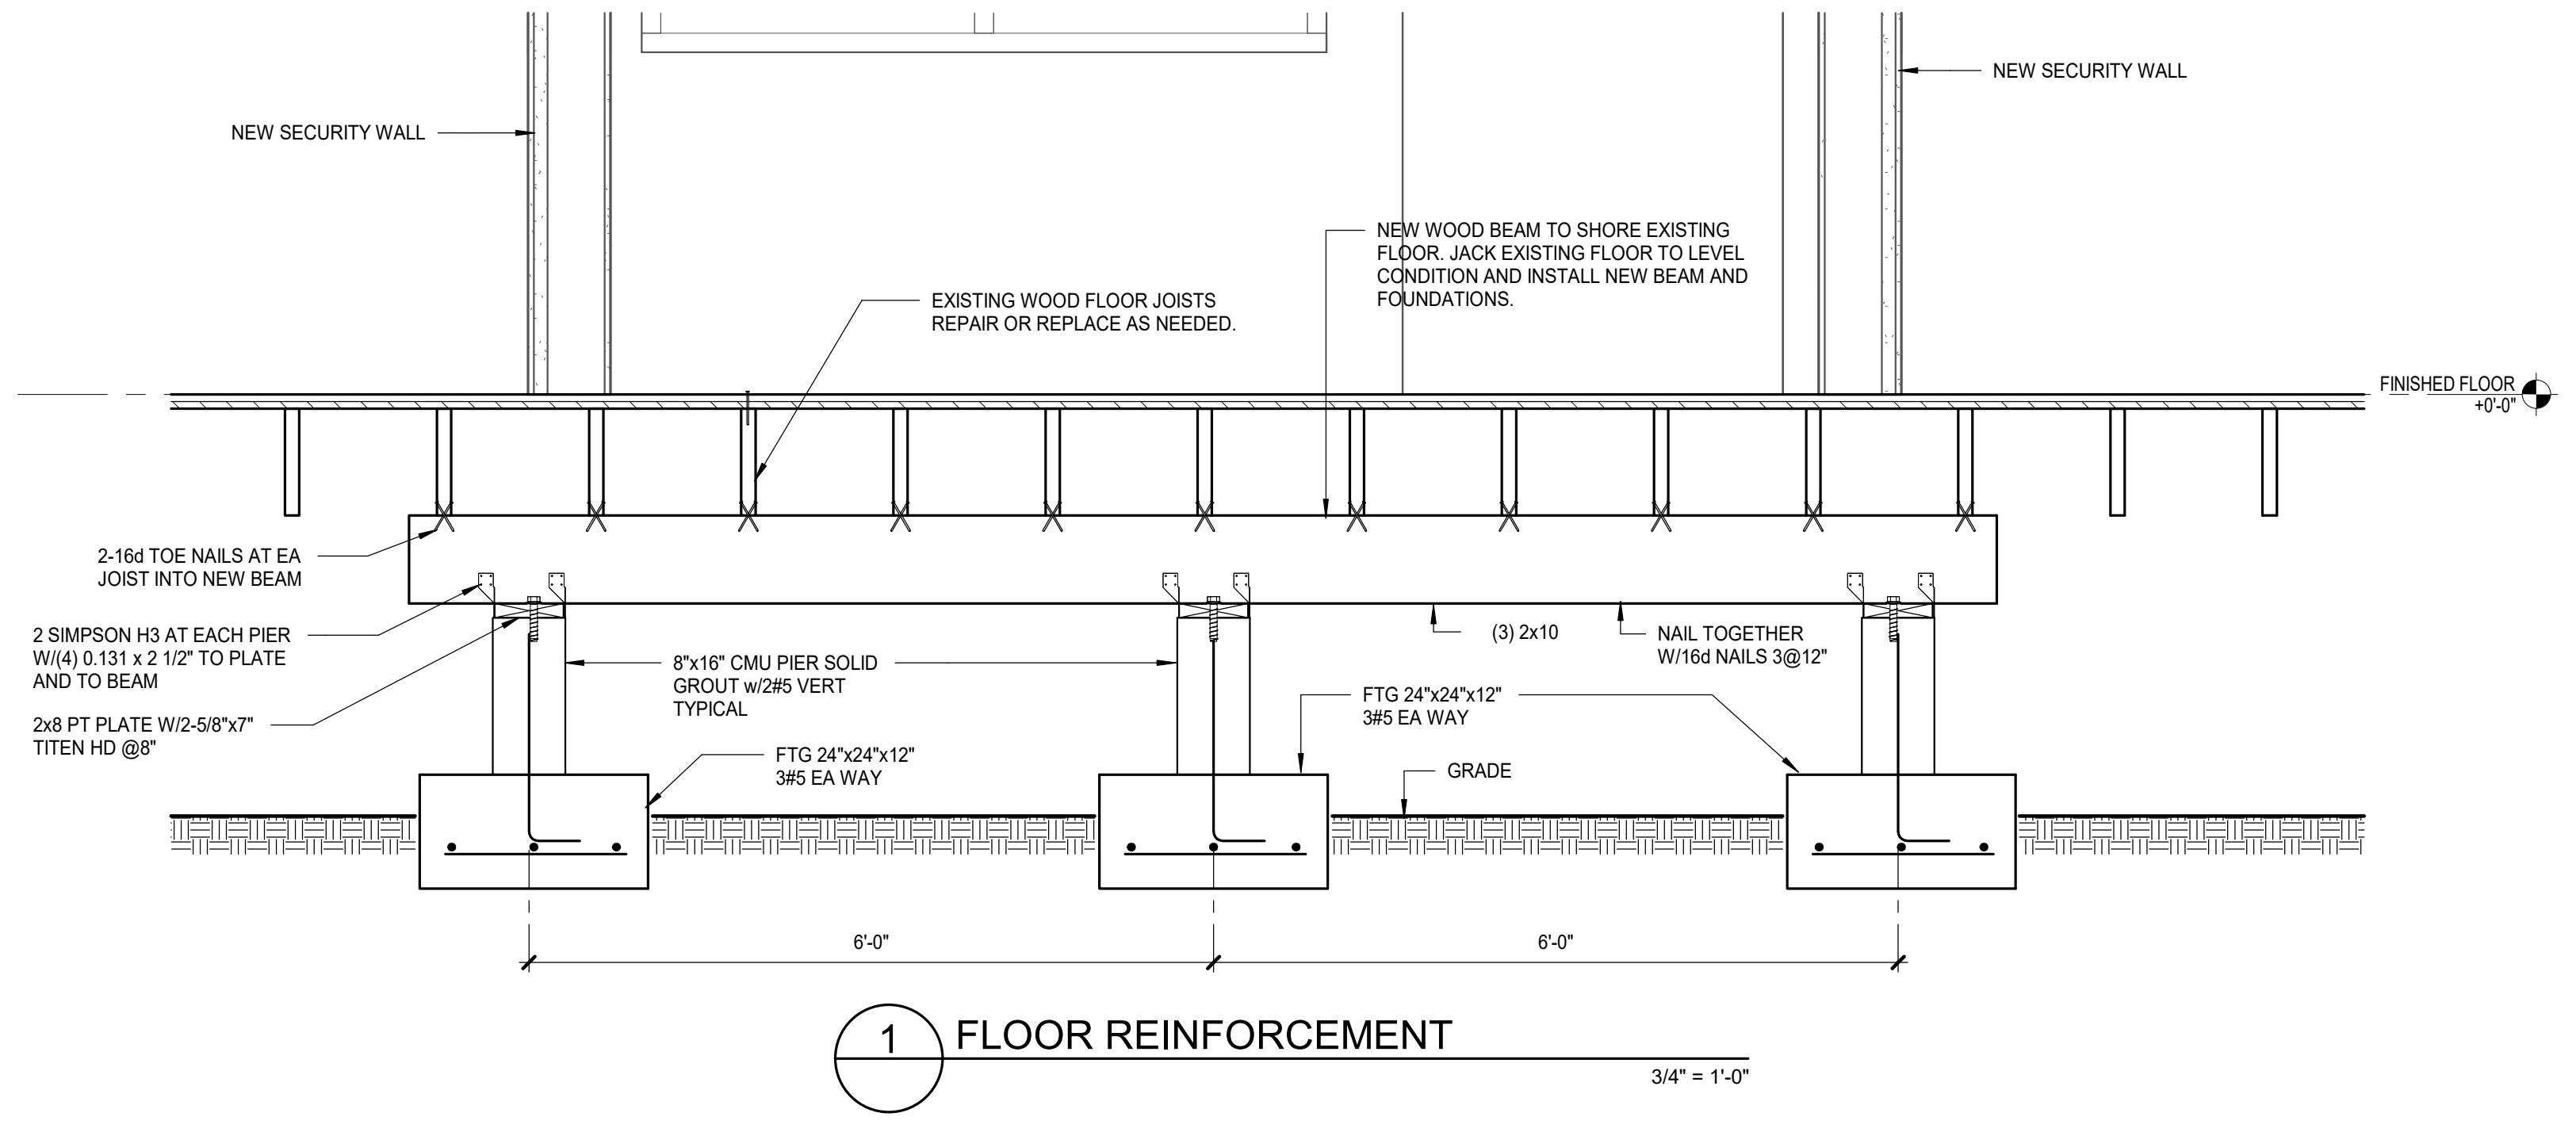 NEW SECURITY WALL
NEW SECURITY WALL
NEW WOOD BEAM TO SHORE EXISTING
FLOOR. JACK EXISTING FLOOR TO LEVEL
CONDITION AND INSTALL NEW BEAM AND
FOUNDATIONS.
EXISTING WOOD FLOOR JOISTS
REPAIR OR REPLACE AS NEEDED.
FINISHED FLOOR
+0'-0"
2-16d TOE NAILS AT EA
JOIST INTO NEW BEAM
2 SIMPSON H3 AT EACH PIER
W/(4) 0.131 x 2 1/2" TO PLATE
AND TO BEAM
2x8 PT PLATE W/2-5/8"x7"
TITEN HD @8"
8"x16" CMU PIER SOLID
GROUT w/2#5 VERT
TYPICAL
(3) 2x10
NAIL TOGETHER
W/16d NAILS 3@12"
FTG 24"x24"x12"
3#5 EA WAY
FTG 24"x24"x12"
3#5 EA WAY
GRADE
6'-0"
6'-0"
1
FLOOR REINFORCEMENT
3/4" = 1'-0"